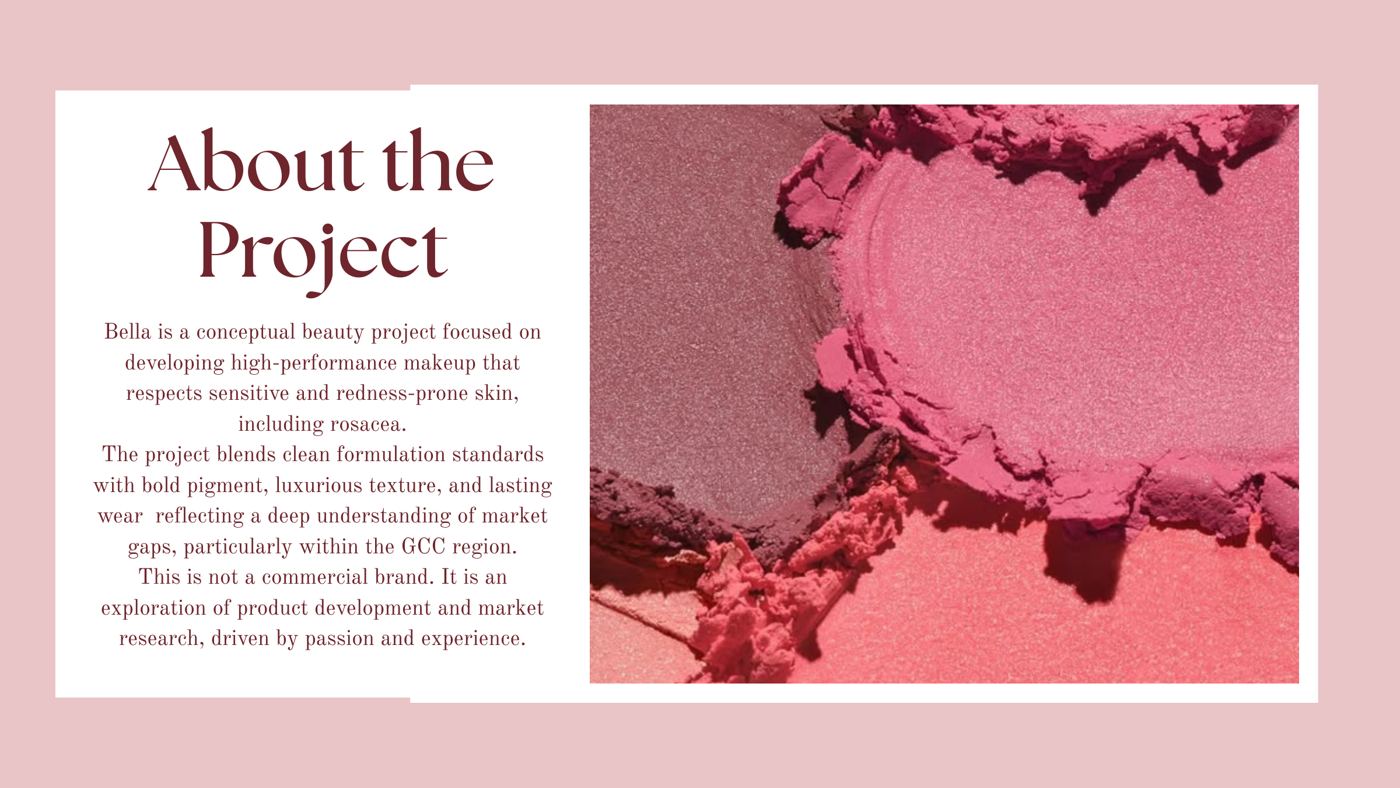 About the
Project
Bella is a conceptual beauty project focused on
developing high-performance makeup that
respects sensitive and redness-prone skin,
including rosacea.
The project blends clean formulation standards
with bold pigment, luxurious texture, and lasting
wear  reflecting a deep understanding of market
gaps, particularly within the GCC region.
This is not a commercial brand. It is an
exploration of product development and market
research, driven by passion and experience.